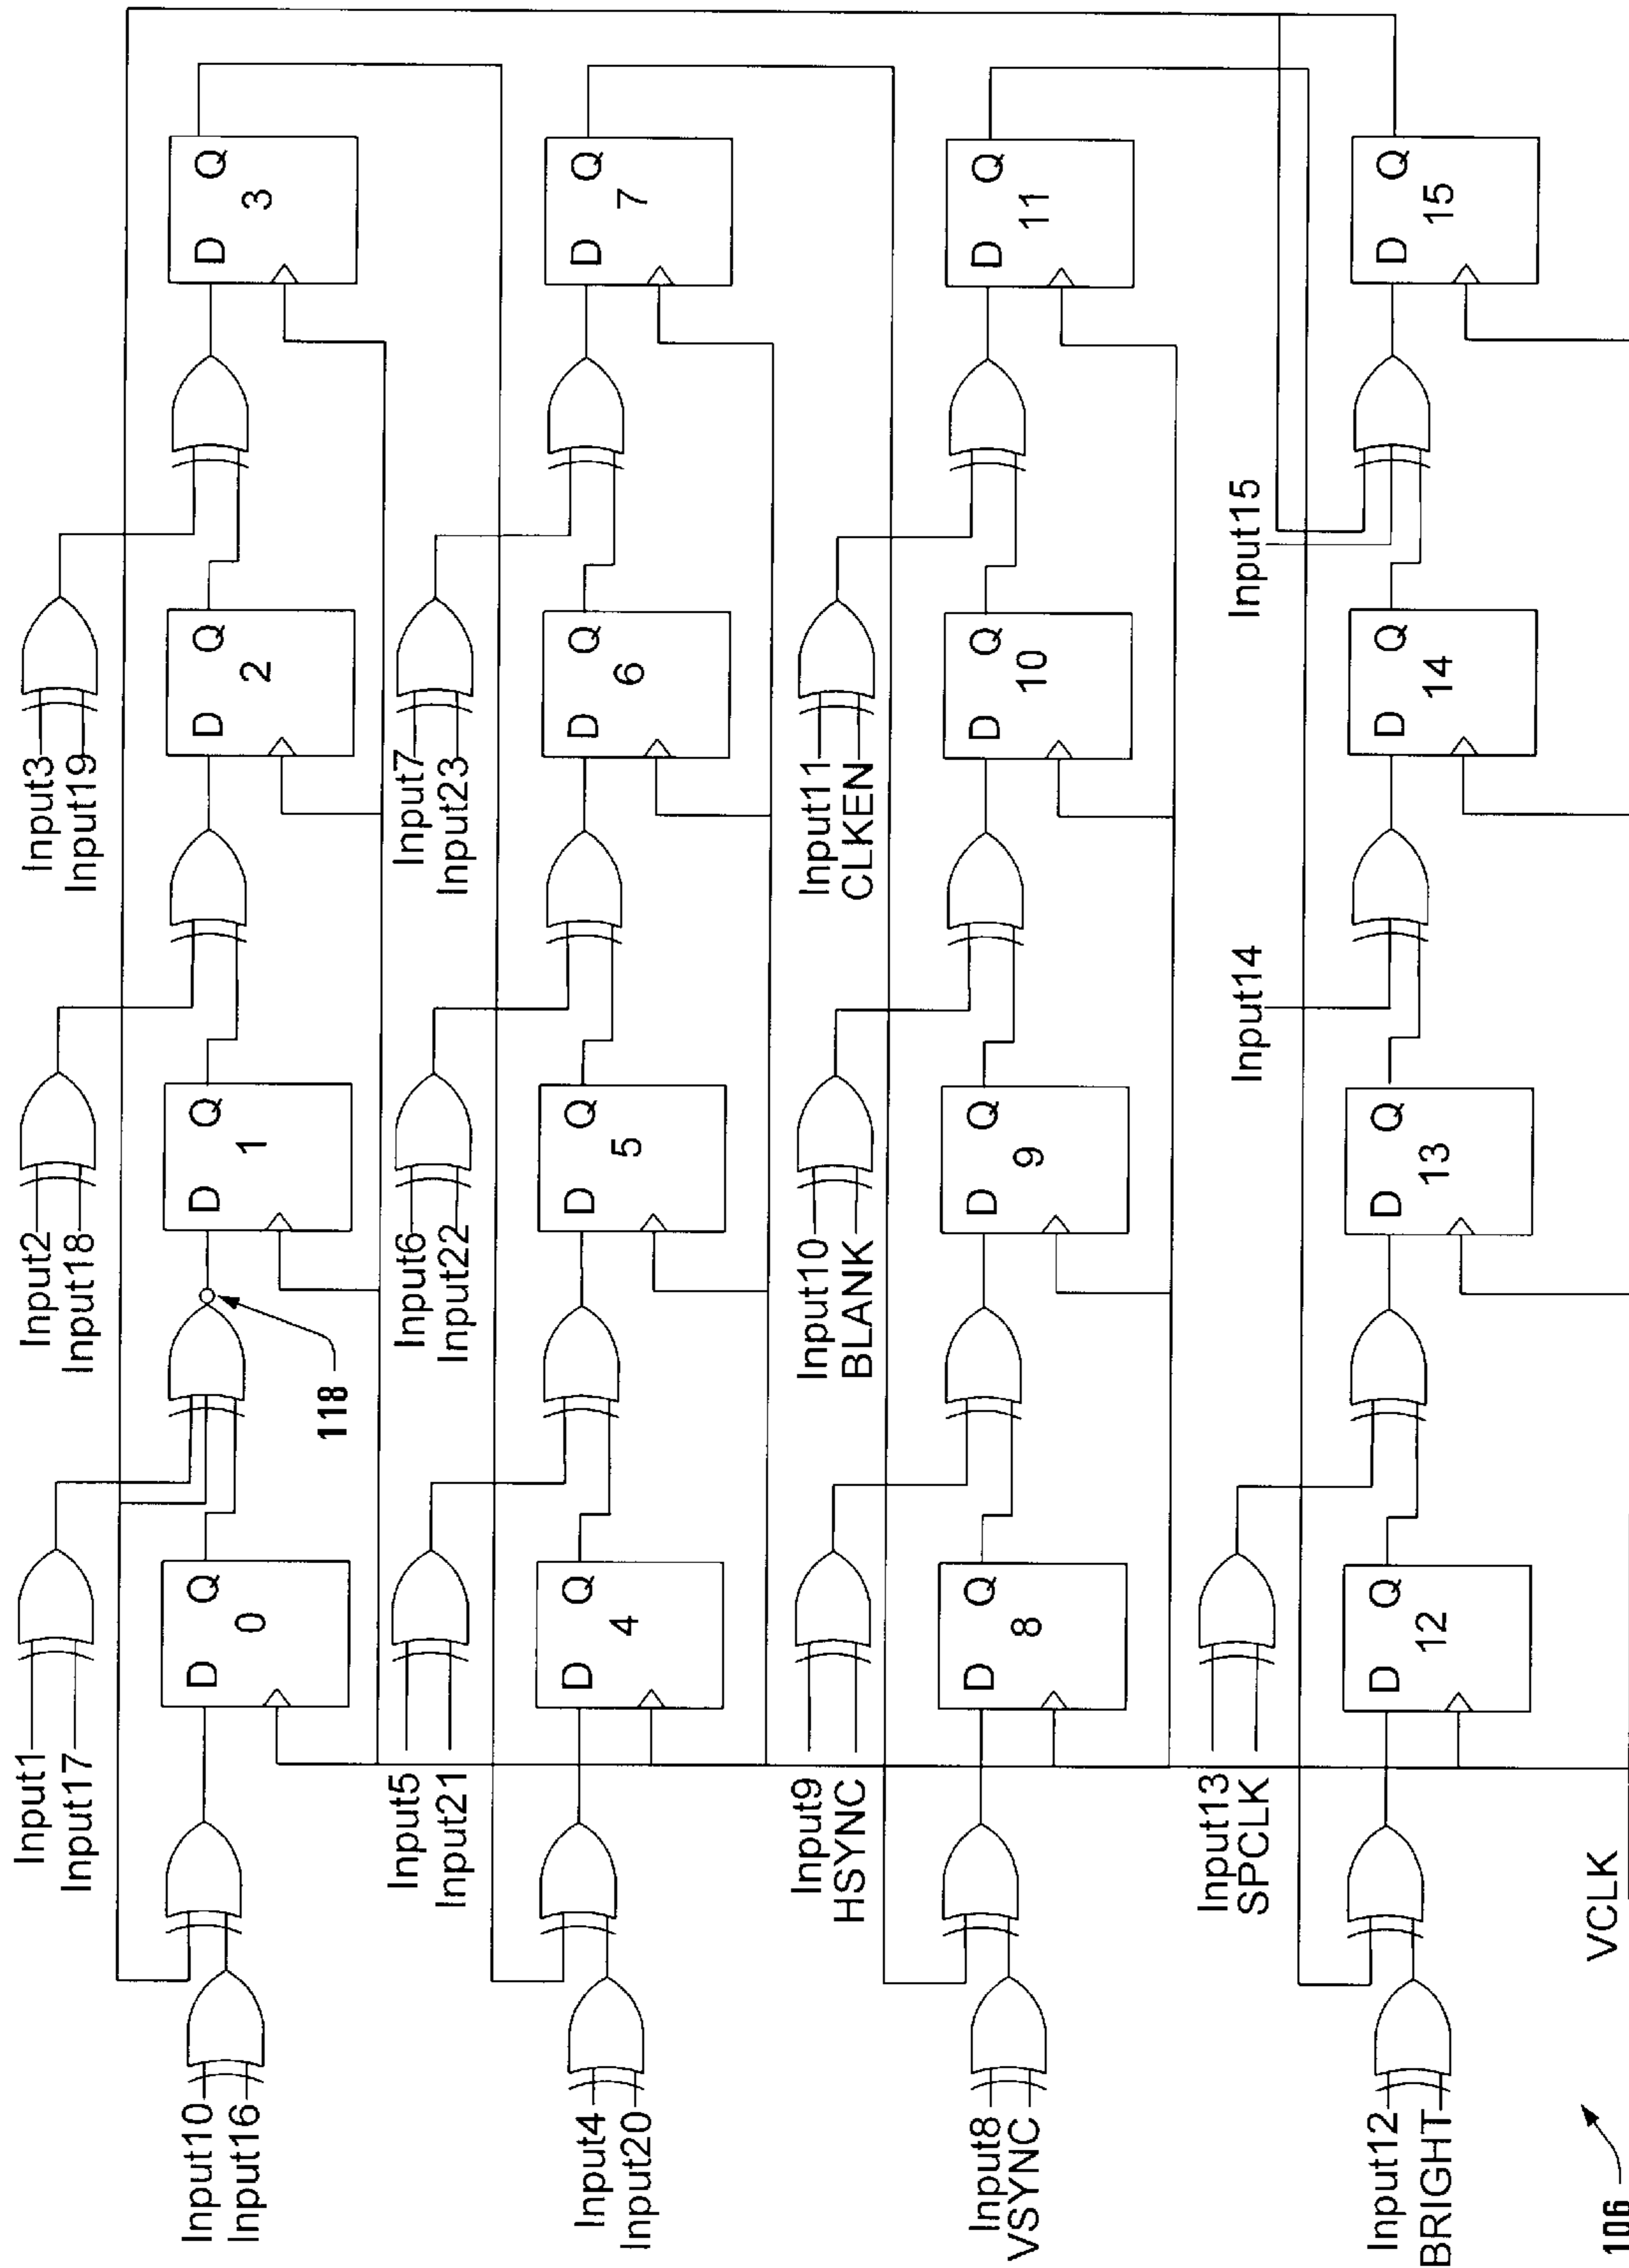 Input1
Input17
Input2
Input18
Input3
Input19
Input10
Input16
D Q
0
D Q
1
D Q
2
D Q
3
118
Input5
Input21
Input6
Input22
Input7
Input23
Input4
Input20
D Q
4
D Q
5
D Q
6
D Q
7
Input9
HSYNC
Input10
BLANK
Input11
CLKEN
Input8
VSYNC
D Q
8
D Q
9
D Q
10
D Q
11
Input13
SPCLK
Input14
Input15
Input12
BRIGHT
D Q
12
D Q
13
D Q
14
D Q
15
VCLK
106